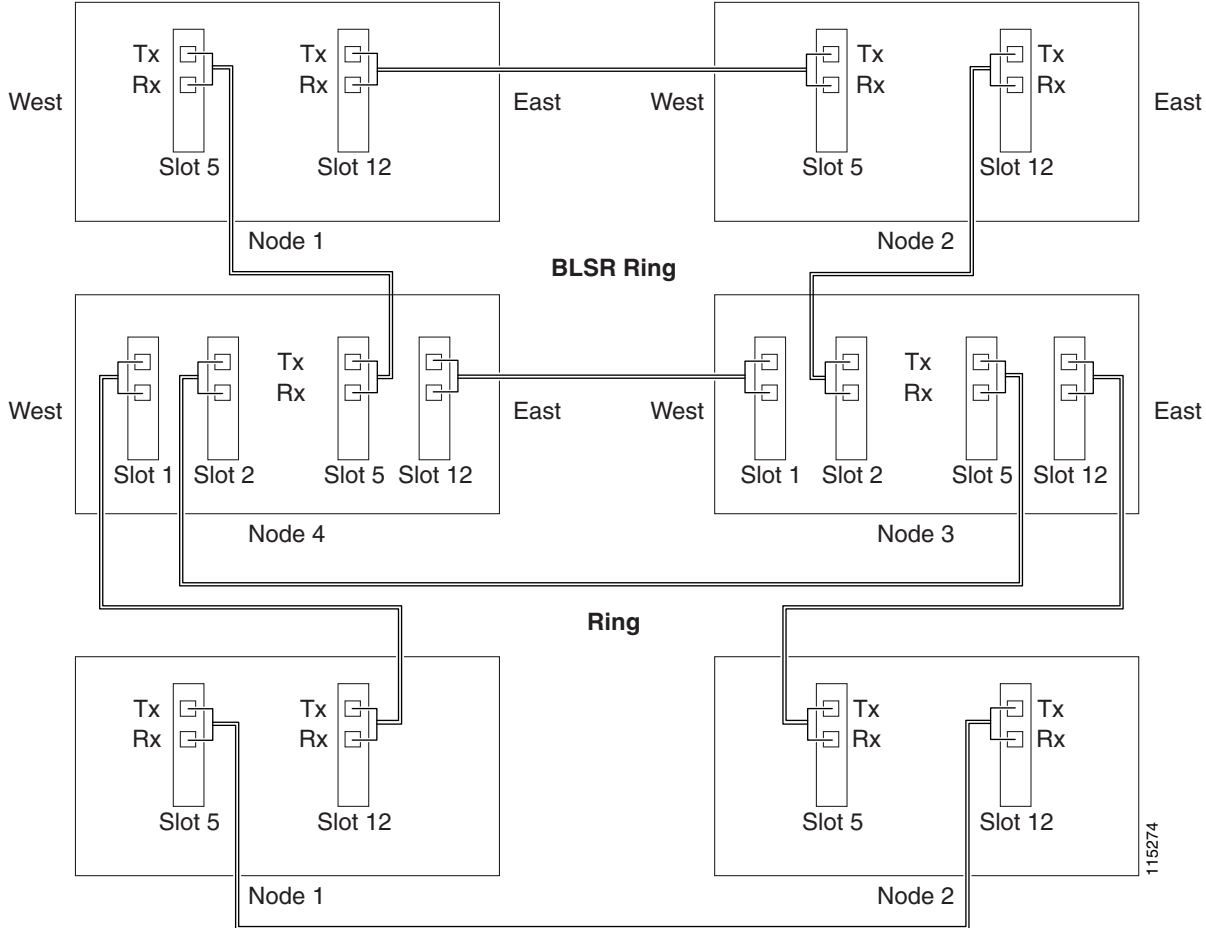 Tx Tx Tx Tx
Rx Rx Rx Rx
West East West East
Slot 5 Slot 12 Slot 5 Slot 12
Node 1 Node 2
BLSR Ring
Tx Tx
Rx Rx
West East West East
Slot 1 Slot 2 Slot 5 Slot 12 Slot 1 Slot 2 Slot 5 Slot 12
Node 4 Node 3
Ring
Tx Tx Tx Tx
Rx Rx Rx Rx
Slot 5 Slot 12 Slot 5 Slot 12
115274
Node 1 Node 2